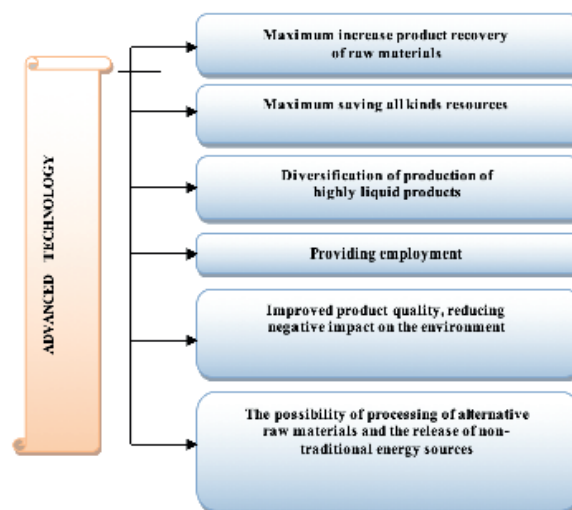 ADVANCED TECHNOLOGY
Maximum increase product recovery
of raw materials
Maximum saving all kinds resources
Diversification of production of
highly liquid products
Providing employment
Improved product quality, reducing
negative impact on the environment
The possibility of processing of alternative
raw materials and the release of non-
traditional energy sources